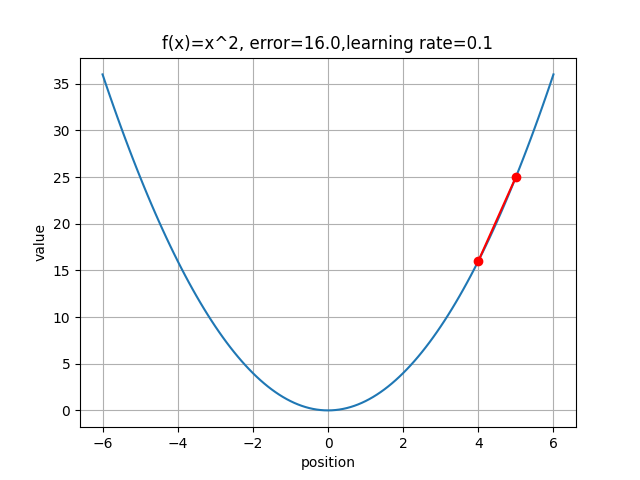 f(x)=x^2, error=16.0,learning rate=0.1
35
30
25
20
15
10
5
0
value
−6 −4 −2 0 2 4 6
position